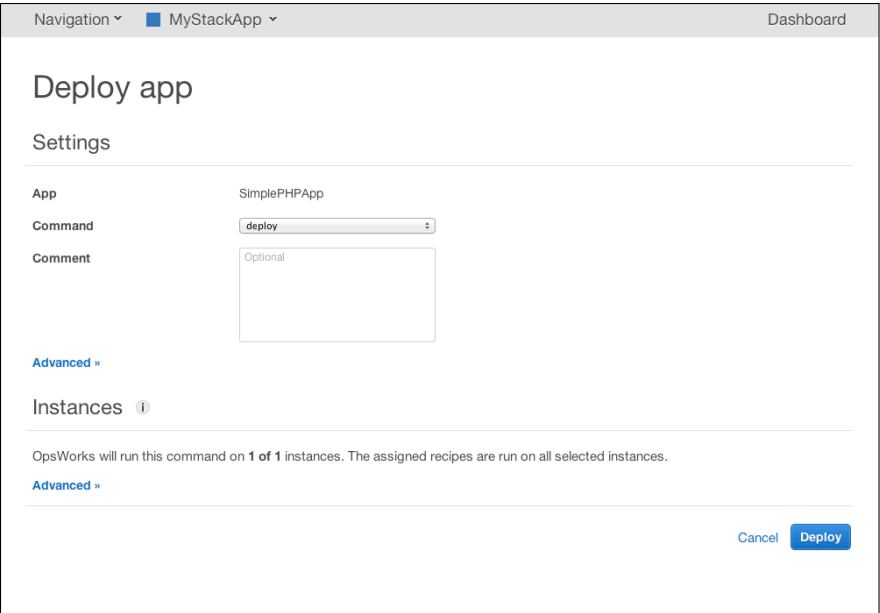 Navigation MyStackApp Dashboard
Deploy app
Settings
App SimplePHPApp
Command deploy
Comment Optional
Advanced »
Instances i
OpsWorks will run this command on 1 of 1 instances. The assigned recipes are run on all selected instances.
Advanced »
Cancel Deploy